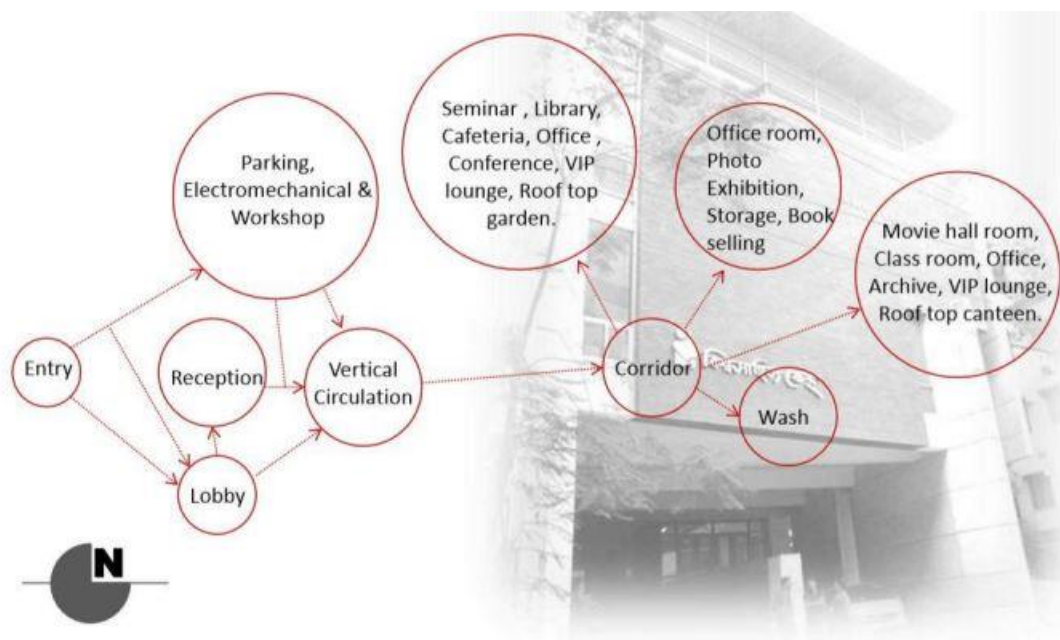 Seminar , Library,
Cafeteria, Office ,
Conference, VIP
lounge, Roof top
garden.
Office room,
Photo
Exhibition,
Storage, Book
selling
Parking,
Electromechanical &
Workshop
Movie hall room,
Class room, Office,
Archive, VIP lounge,
Roof top canteen.
Entry
Reception
Vertical
Circulation
Corridor
Wash
Lobby
N